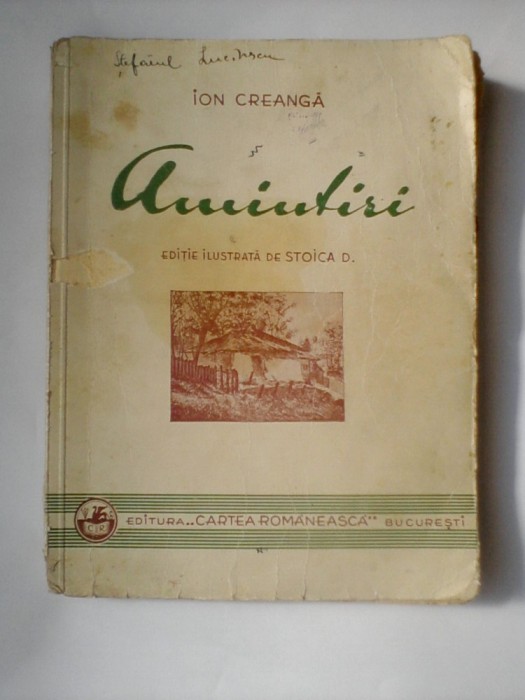 ION CREANGĂ
Amintiri
EDIȚIE ILUSTRATĂ DE STOICA D.
C.R.
EDITURA „CARTEA ROMÂNEASCĂ” BUCUREȘTI